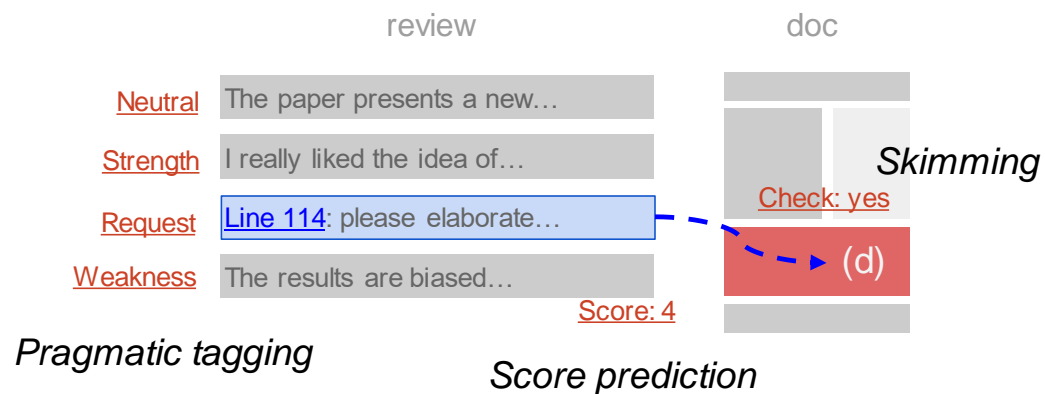 review
doc
Neutral
The paper presents a new…
Strength
I really liked the idea of…
Skimming
Check: yes
Request
Line 114: please elaborate…
(d)
Weakness
The results are biased…
Score: 4
Pragmatic tagging
Score prediction